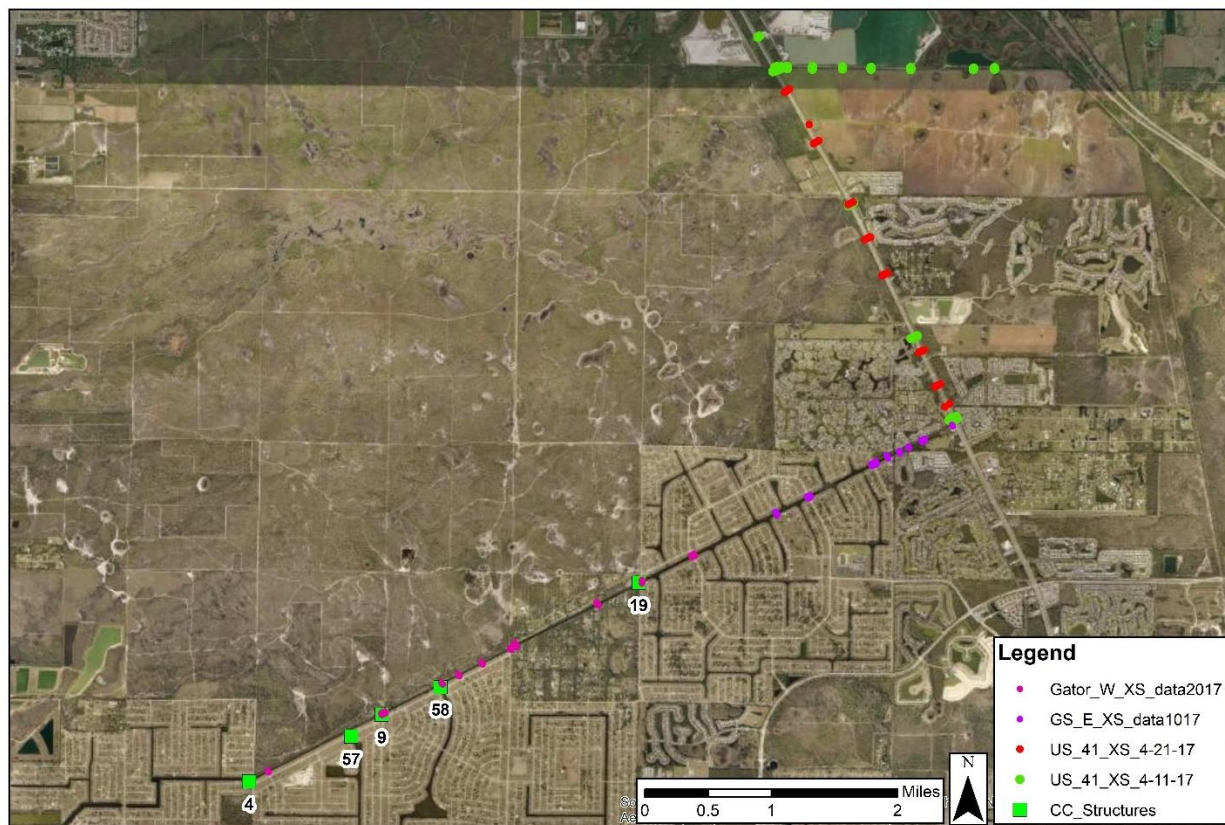 19
58
9
57
4
Legend
Gator_W_XS_data2017
GS_E_XS_data1017
US_41_XS_4-21-17
US_41_XS_4-11-17
CC_Structures
N
Miles
0 0.5 1 2